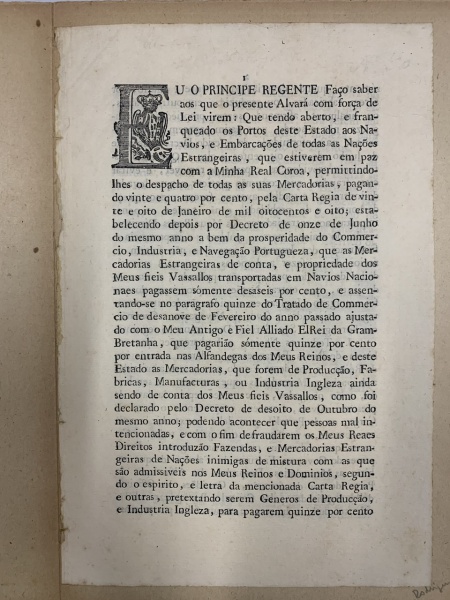 1
EU O PRINCIPE REGENTE Faço saber
aos que o presente Alvará com força de
Lei virem: Que tendo aberto, e fran-
queado os Portos deste Estado aos Na-
vios, e Embarcações de todas as Nações
Estrangeiras, que estiverem em paz
com a Minha Real Coroa, permittindo-
lhes o despacho de todas as suas Mercadorias, pagan-
do vinte e quatro por cento, pela Carta Regia de vin-
te e oito de Janeiro de mil oitocentos e oito; esta-
belecendo depois por Decreto de onze de Junho
do mesmo anno a bem da prosperidade do Commer-
cio, Industria, e Navegação Portugueza, que as Mer-
cadorias Estrangeiras de conta, e propriedade dos
Meus fieis Vassallos transportadas em Navios Nacio-
naes pagassem sómente desaseis por cento, e assen-
tando-se no paragrafo quinze do Tratado de Commer-
cio de desanove de Fevereiro do anno passado ajusta-
do com o Meu Antigo e Fiel Alliado ElRei da Gram-
Bretanha, que pagarião sómente quinze por cento
por entrada nas Alfandegas dos Meus Reinos, e deste
Estado as Mercadorias, que forem de Producção, Fa-
bricas, Manufacturas, ou Industria Ingleza ainda
sendo de conta dos Meus fieis Vassallos, como foi
declarado pelo Decreto de desoito de Outubro do
mesmo anno; podendo acontecer que pessoas mal in-
tencionadas, e com o fim de fraudarem os Meus Reaes
Direitos introduzão Fazendas, e Mercadorias Estran-
geiras de Nações inimigas de mistura com as que
são admissiveis nos Meus Reinos e Dominios, segun-
do o espirito, e letra da mencionada Carta Regia,
e outras, pretextando serem Generos de Producção,
e Industria Ingleza, para pagarem quinze por cento